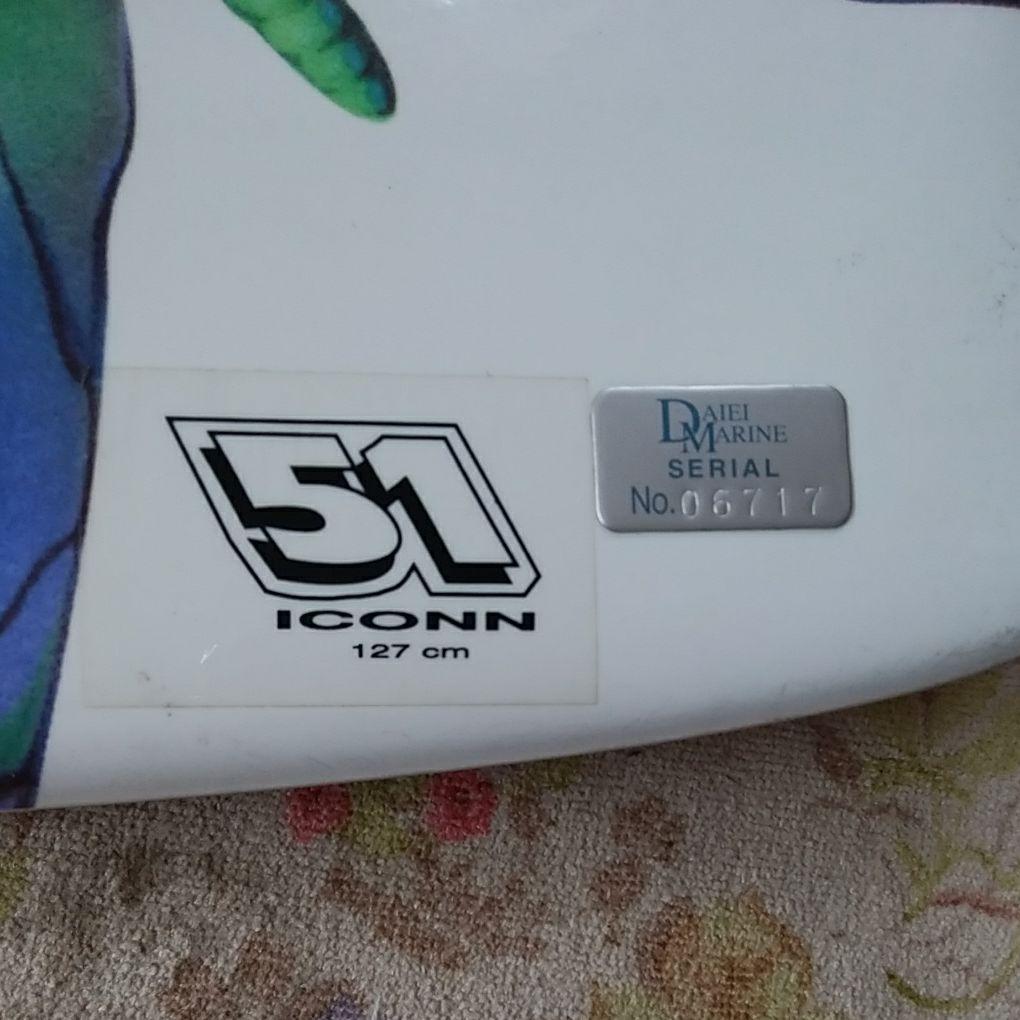 51
ICONN
127 cm
DAIEI
MARINE
SERIAL
No. 06717